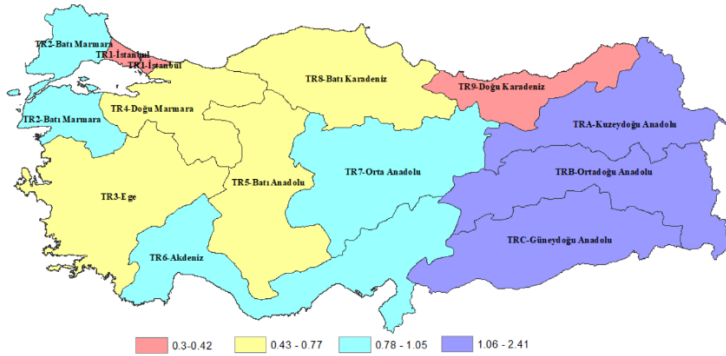 TR2-Batı Marmara
TR1-İstanbul
TR1-İstanbul
TR8-Batı Karadeniz
TR9-Doğu Karadeniz
TR4-Doğu Marmara
TR2-Batı Marmara
TRA-Kuzeydoğu Anadolu
TR7-Orta Anadolu
TRB-Ortadoğu Anadolu
TR5-Batı Anadolu
TR3-Ege
TRC-Güneydoğu Anadolu
TR6-Akdeniz
0.3-0.42 0.43 - 0.77 0.78 - 1.05 1.06 - 2.41